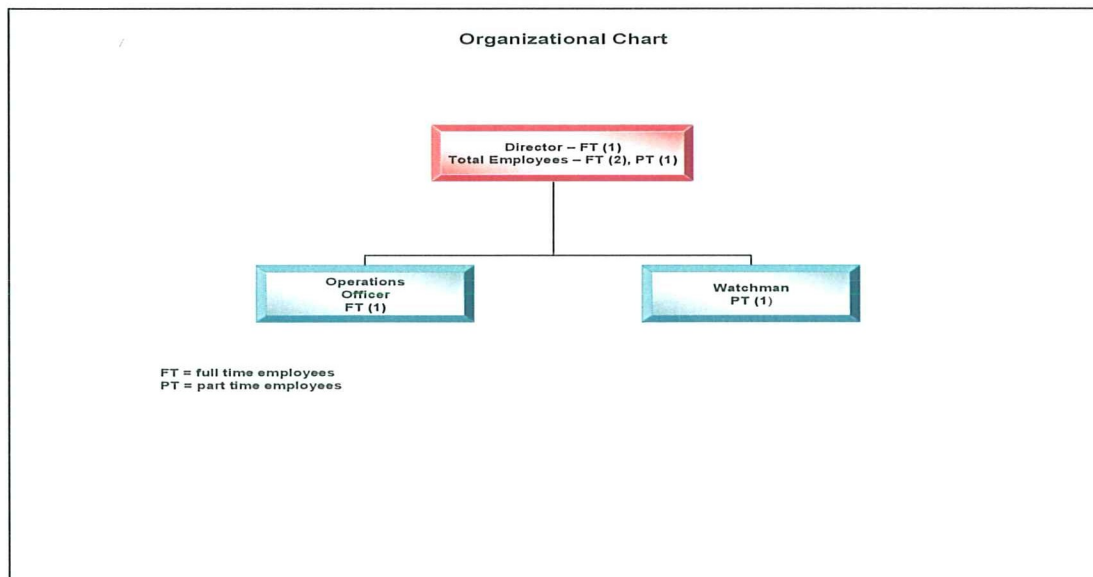 Organizational Chart
Director – FT (1)
Total Employees – FT (2), PT (1)
Operations
Officer
FT (1)
Watchman
PT (1)
FT = full time employees
PT = part time employees